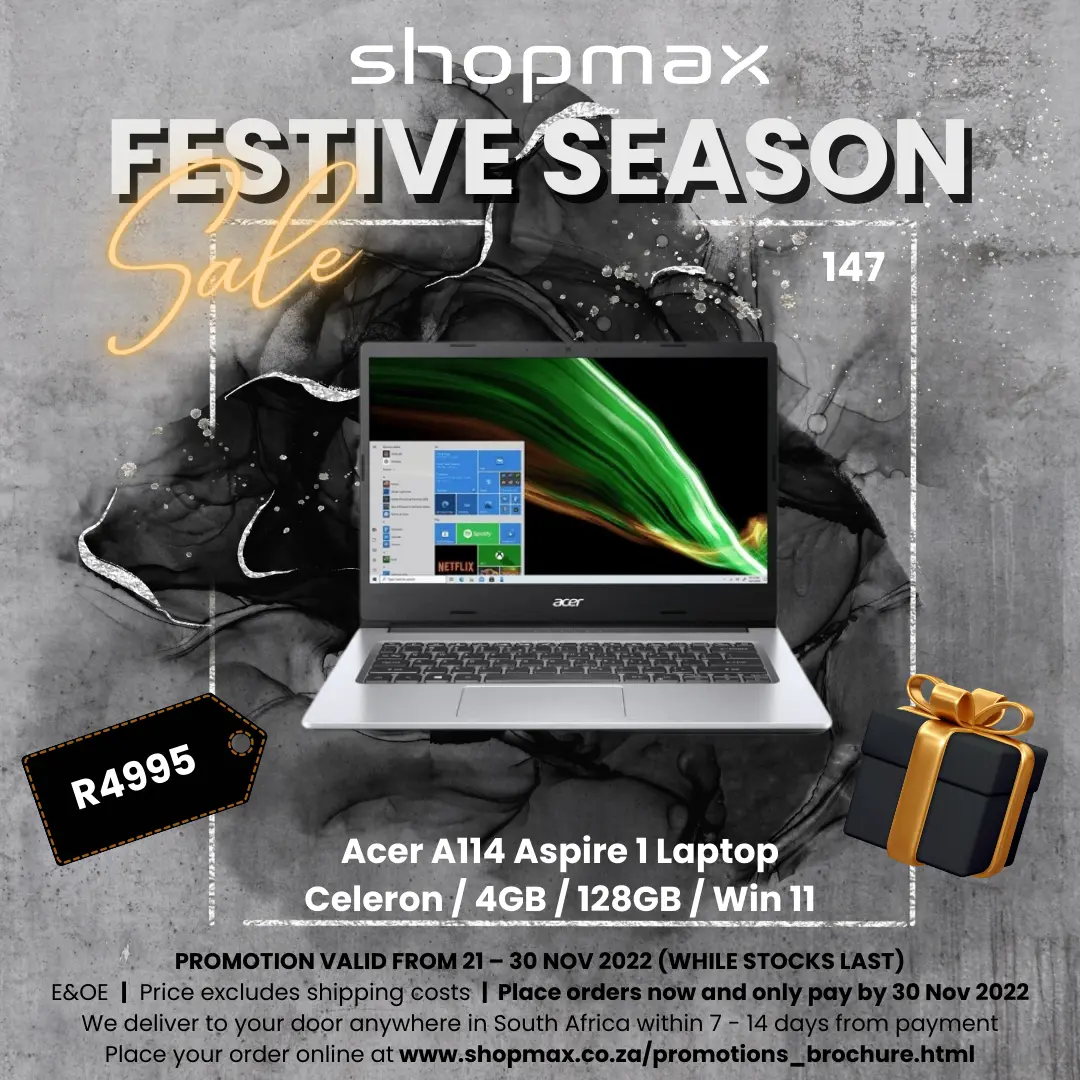 shopmax
FESTIVE SEASON
Sale
147
Spotify
NETFLIX
acer
R4995
Acer A114 Aspire 1 Laptop
Celeron / 4GB / 128GB / Win 11
PROMOTION VALID FROM 21 – 30 NOV 2022 (WHILE STOCKS LAST)
E&OE | Price excludes shipping costs | Place orders now and only pay by 30 Nov 2022
We deliver to your door anywhere in South Africa within 7 - 14 days from payment
Place your order online at www.shopmax.co.za/promotions_brochure.html